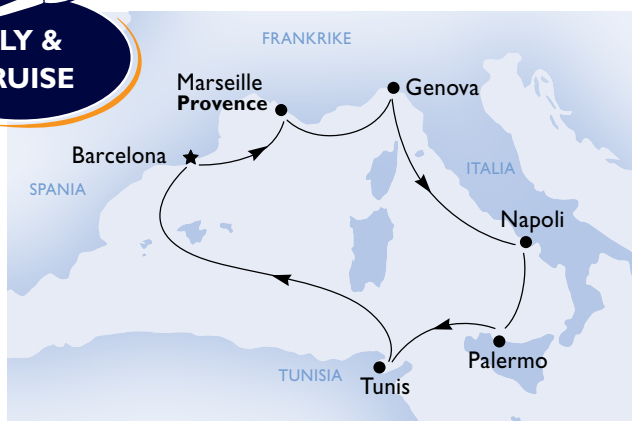 LY &
RUISE
FRANKRIKE
Marseille
Provence
Genova
Barcelona
ITALIA
SPANIA
Napoli
Palermo
TUNISIA
Tunis